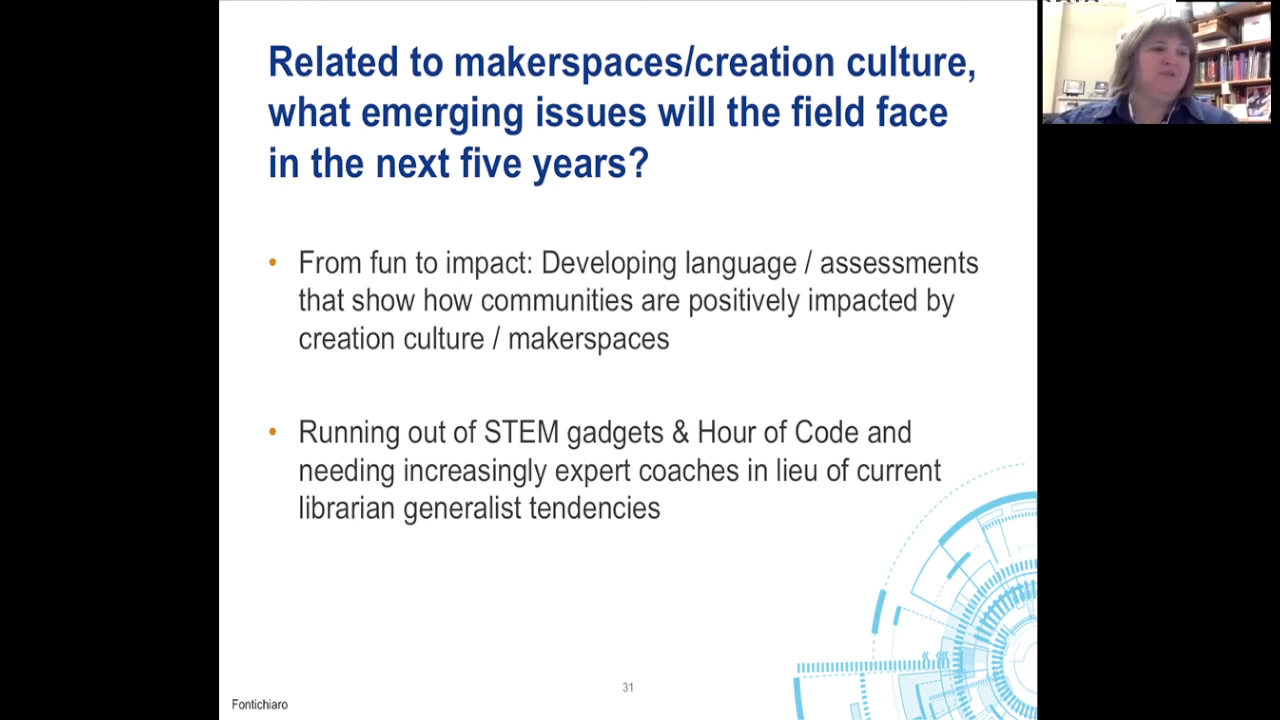 Related to makerspaces/creation culture,
what emerging issues will the field face
in the next five years?
• From fun to impact: Developing language / assessments
that show how communities are positively impacted by
creation culture / makerspaces
• Running out of STEM gadgets & Hour of Code and
needing increasingly expert coaches in lieu of current
librarian generalist tendencies
31
Fontichiaro